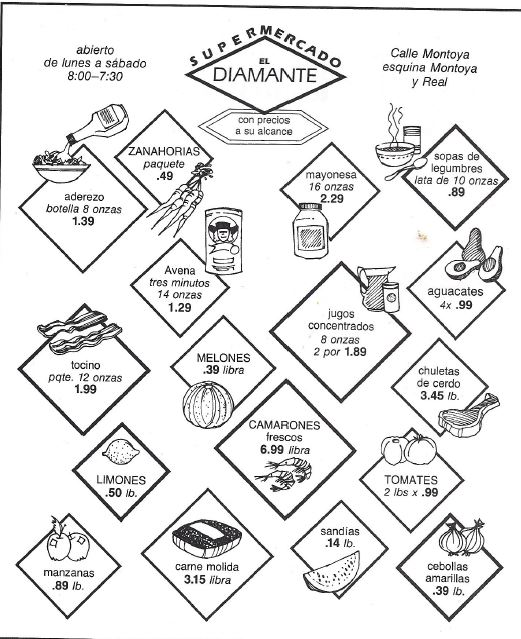 abierto
de lunes a sábado
8:00–7:30
SUPERMERCADO
EL
DIAMANTE
con precios
a su alcance
Calle Montoya
esquina Montoya
y Real
aderezo
botella 8 onzas
1.39
ZANAHORIAS
paquete
.49
mayonesa
16 onzas
2.29
sopas de
legumbres
lata de 10 onzas
.89
Avena
tres minutos
14 onzas
1.29
jugos
concentrados
8 onzas
2 por 1.89
aguacates
4x .99
tocino
pqte. 12 onzas
1.99
MELONES
.39 libra
chuletas
de cerdo
3.45 lb.
CAMARONES
frescos
6.99 libra
LIMONES
.50 lb.
TOMATES
2 lbs x .99
manzanas
.89 lb.
carne molida
3.15 libra
sandías
.14 lb.
cebollas
amarillas
.39 lb.